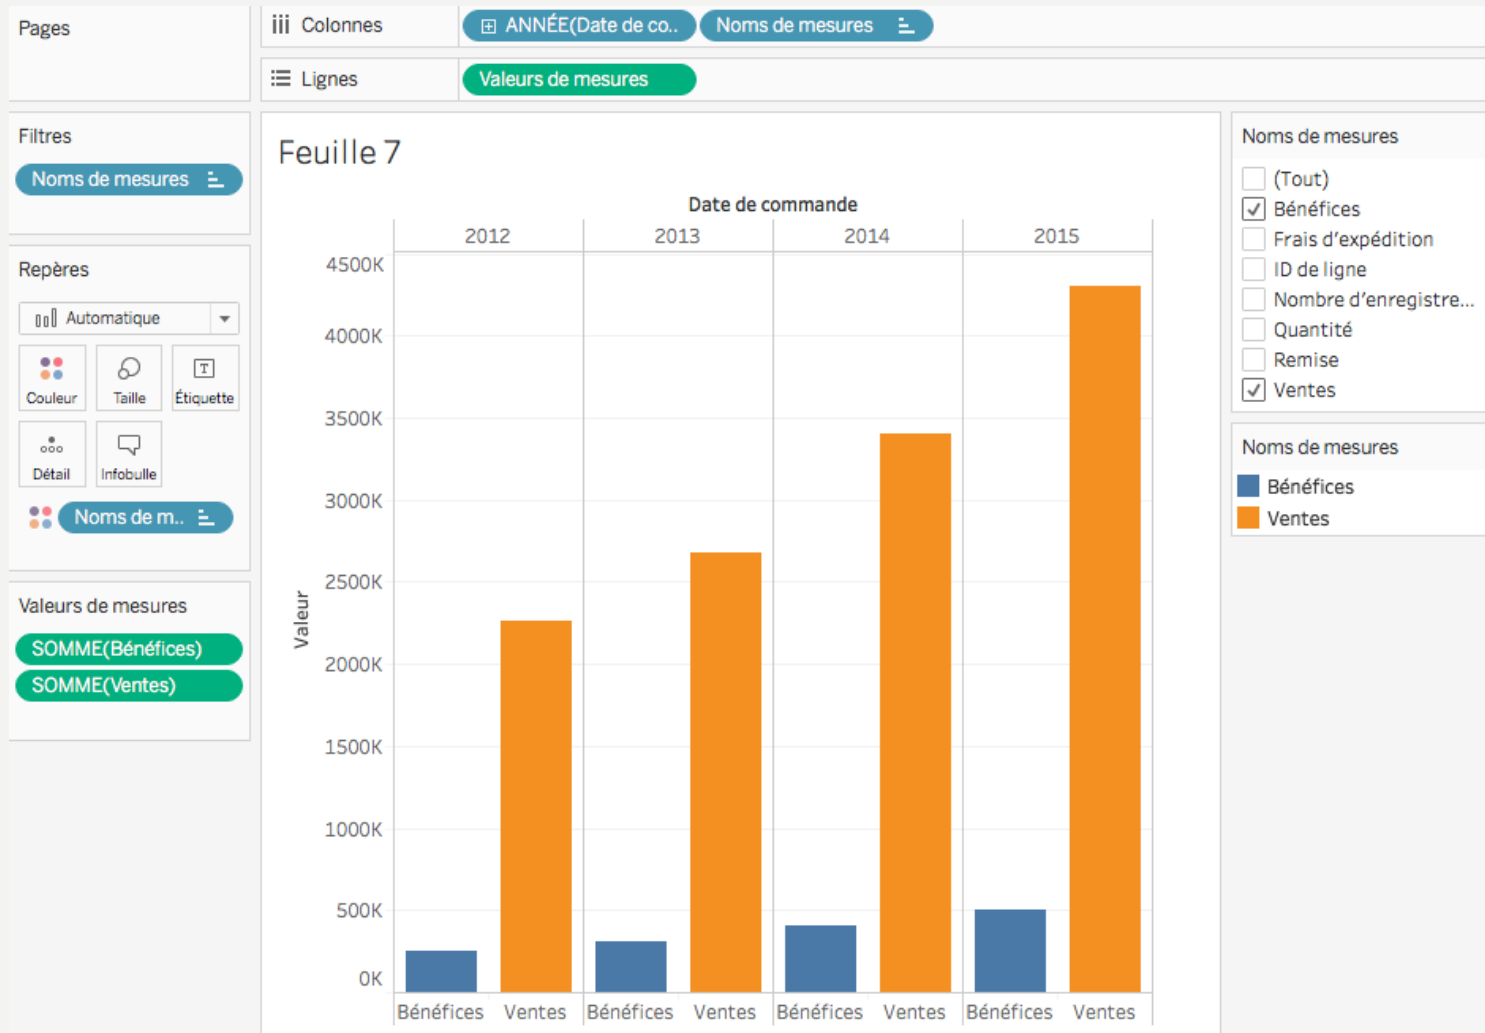 Pages
Colonnes
ANNÉE(Date de co..
Noms de mesures
Lignes
Valeurs de mesures
Filtres
Noms de mesures
Repères
Automatique
Couleur
Taille
T
Étiquette
Détail
Infobulle
Noms de m..
Valeurs de mesures
SOMME(Bénéfices)
SOMME(Ventes)
Feuille 7
Date de commande
2012 2013 2014 2015
Valeur
4500K
4000K
3500K
3000K
2500K
2000K
1500K
1000K
500K
0K
Bénéfices Ventes Bénéfices Ventes Bénéfices Ventes Bénéfices Ventes
Noms de mesures
(Tout)
Bénéfices
Frais d'expédition
ID de ligne
Nombre d'enregistre...
Quantité
Remise
Ventes
Noms de mesures
Bénéfices
Ventes